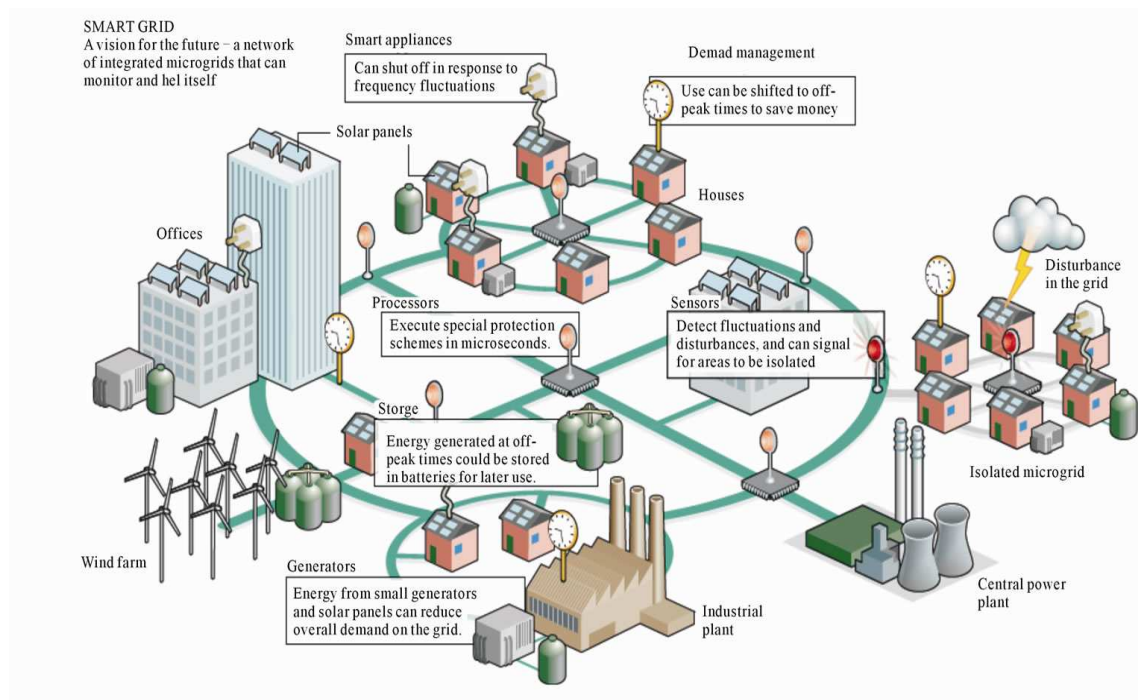 SMART GRID
A vision for the future – a network
of integrated microgrids that can
monitor and hel itself
Smart appliances
Can shut off in response to
frequency fluctuations
Demad management
Use can be shifted to off-
peak times to save money
Solar panels
Houses
Offices
Disturbance
in the grid
Processors
Execute special protection
schemes in microseconds.
Sensors
Detect fluctuations and
disturbances, and can signal
for areas to be isolated
Storge
Energy generated at off-
peak times could be stored
in batteries for later use.
Isolated microgrid
Wind farm
Generators
Energy from small generators
and solar panels can reduce
overall demand on the grid.
Industrial
plant
Central power
plant